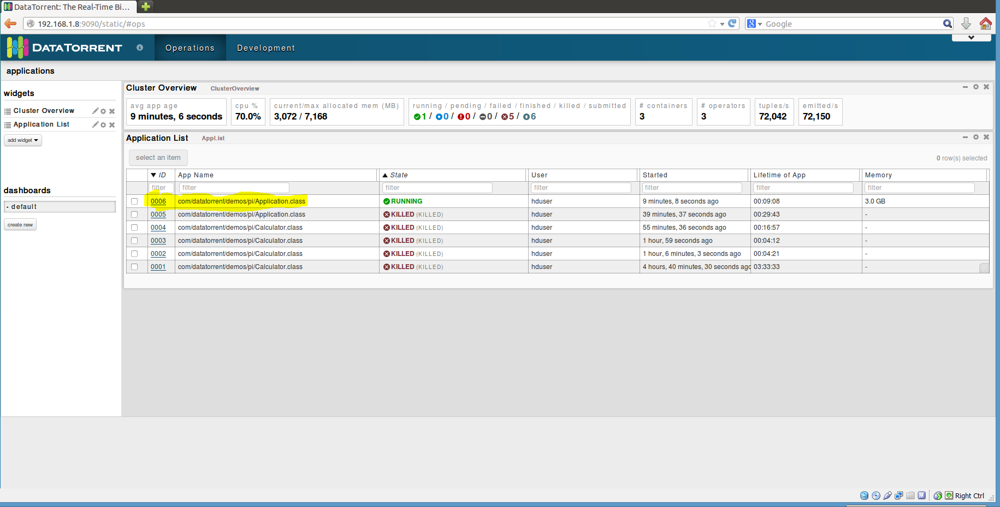 DataTorrent: The Real-Time Bi...
192.168.1.8:9090/static/#ops
Google
DATATORRENT Operations Development
applications
widgets
Cluster Overview
Application List
add widget
dashboards
default
create new
Cluster Overview ClusterOverview
avg app age
9 minutes, 6 seconds
cpu %
70.0%
current/max allocated mem (MB)
3,072 / 7,168
running / pending / failed / finished / killed / submitted
1 / 0 / 0 / 0 / 5 / 6
# containers
3
# operators
3
tuples/s
72,042
emitted/s
72,150
Application List AppList
select an item
0 row(s) selected
▼ ID App Name ▲ State User Started Lifetime of App Memory
filter filter filter filter filter filter filter
0006 com/datatorrent/demos/pi/Application.class RUNNING hduser 9 minutes, 8 seconds ago 00:09:08 3.0 GB
0005 com/datatorrent/demos/pi/Application.class KILLED (KILLED) hduser 39 minutes, 37 seconds ago 00:29:43 -
0004 com/datatorrent/demos/pi/Calculator.class KILLED (KILLED) hduser 55 minutes, 36 seconds ago 00:16:57 -
0003 com/datatorrent/demos/pi/Calculator.class KILLED (KILLED) hduser 1 hour, 59 seconds ago 00:04:12 -
0002 com/datatorrent/demos/pi/Calculator.class KILLED (KILLED) hduser 1 hour, 6 minutes, 3 seconds ago 00:04:21 -
0001 com/datatorrent/demos/pi/Calculator.class KILLED (KILLED) hduser 4 hours, 40 minutes, 30 seconds ago 03:33:33 -
Right Ctrl